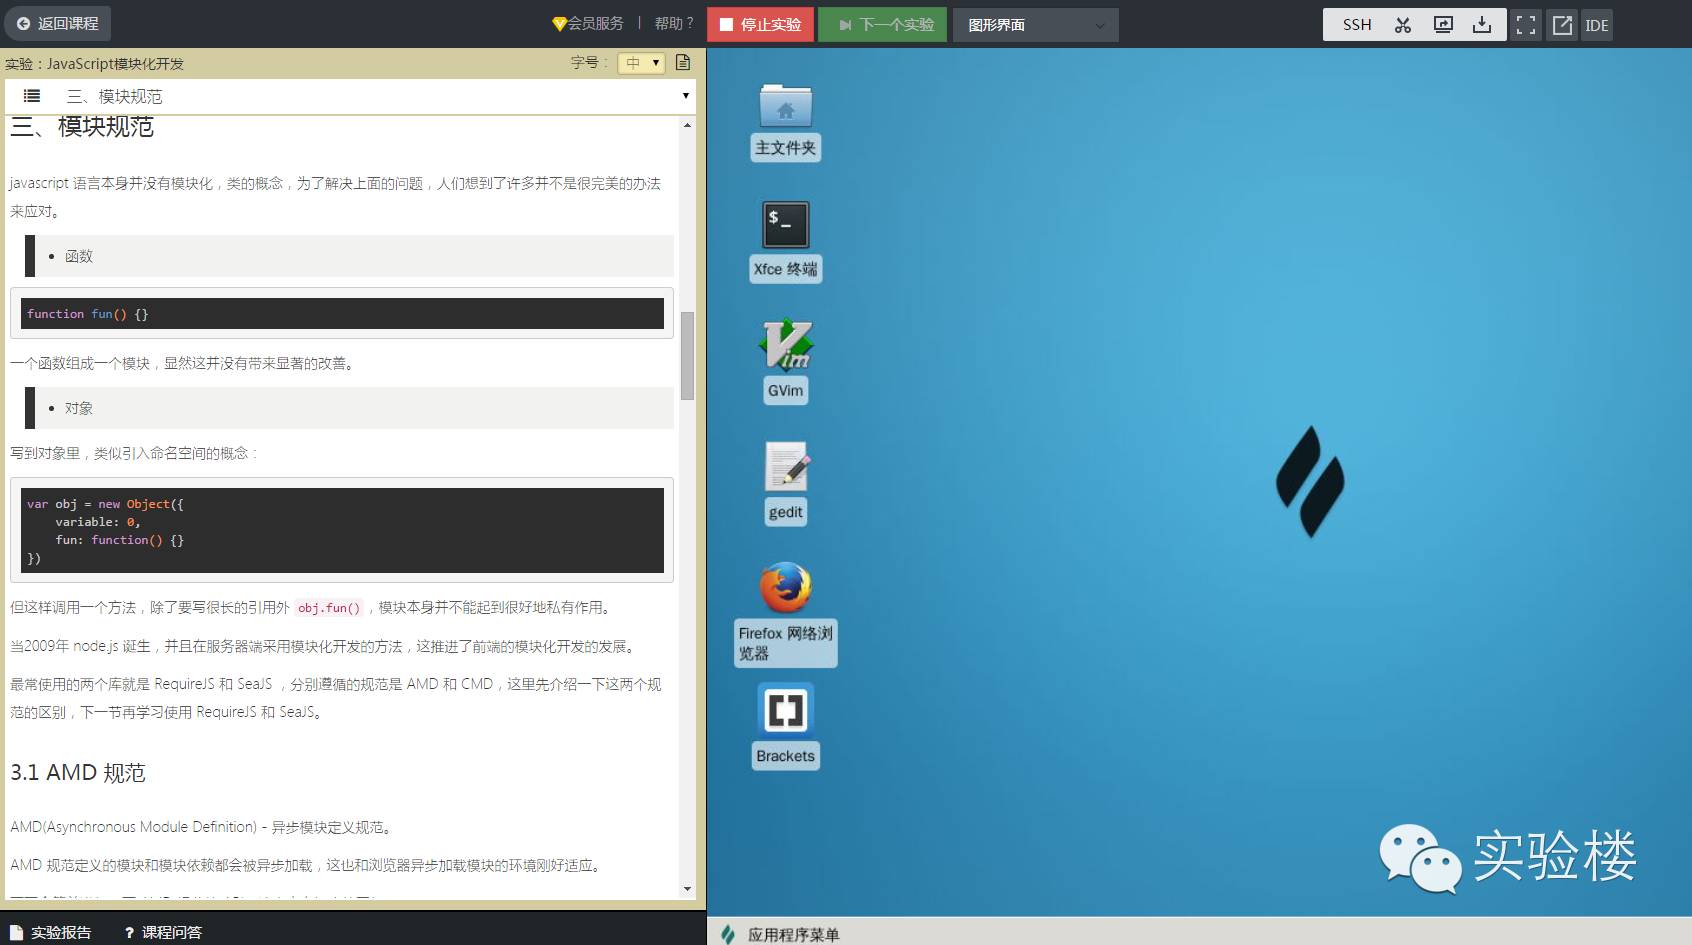 返回课程
会员服务 | 帮助 ?
停止实验
下一个实验
图形界面
SSH
IDE
实验：JavaScript模块化开发
字号：
中
三、模块规范
三、模块规范
javascript 语言本身并没有模块化，类的概念，为了解决上面的问题，人们想到了许多并不是很完美的办法
来应对。
• 函数
function fun() {}
一个函数组成一个模块，显然这并没有带来显著的改善。
• 对象
写到对象里，类似引入命名空间的概念：
var obj = new Object({
    variable: 0,
    fun: function() {}
})
但这样调用一个方法，除了要写很长的引用外 obj.fun() ，模块本身并不能起到很好地私有作用。
当2009年 node.js 诞生，并且在服务器端采用模块化开发的方法，这推进了前端的模块化开发的发展。
最常使用的两个库就是 RequireJS 和 SeaJS ，分别遵循的规范是 AMD 和 CMD，这里先介绍一下这两个规
范的区别，下一节再学习使用 RequireJS 和 SeaJS。
3.1 AMD 规范
AMD(Asynchronous Module Definition) - 异步模块定义规范。
AMD 规范定义的模块和模块依赖都会被异步加载，这也和浏览器异步加载模块的环境刚好适应。
实验报告
? 课程问答
主文件夹
$_
Xfce 终端
Vim
GVim
gedit
Firefox 网络浏
览器
Brackets
实验楼
应用程序菜单